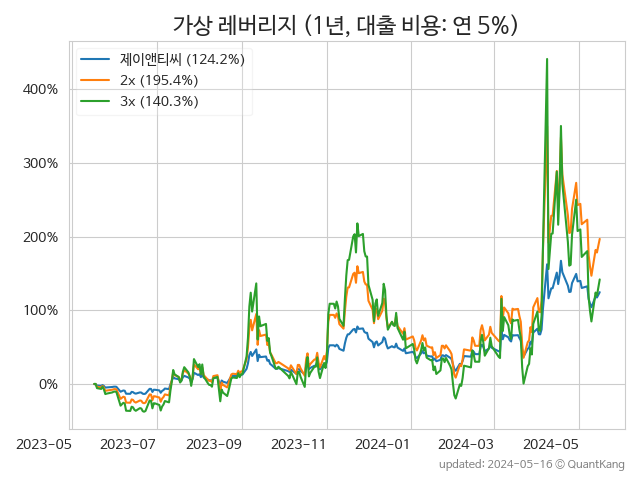 가상 레버리지 (1년, 대출 비용: 연 5%)
제이앤티씨 (124.2%)
2x (195.4%)
3x (140.3%)
400%
300%
200%
100%
0%
2023-05 2023-07 2023-09 2023-11 2024-01 2024-03 2024-05
updated: 2024-05-16 © QuantKang